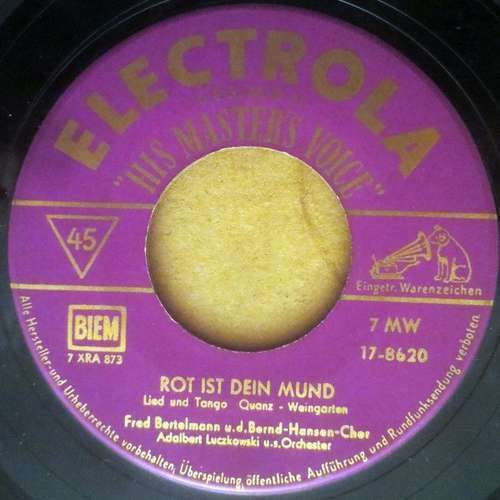 ELECTROLA
"HIS MASTER'S VOICE"
45
Eingetr. Warenzeichen
BIEM
7 XRA 873
7 MW
17-8620
ROT IST DEIN MUND
Lied und Tango Quanz - Weingarten
Fred Bertelmann u.d. Bernd-Hansen-Chor
Adalbert Luczkowski u.s. Orchester
Alle Hersteller-und Urheberrechte vorbehalten, Überspielung, öffentliche Aufführung und Rundfunksendung verboten.